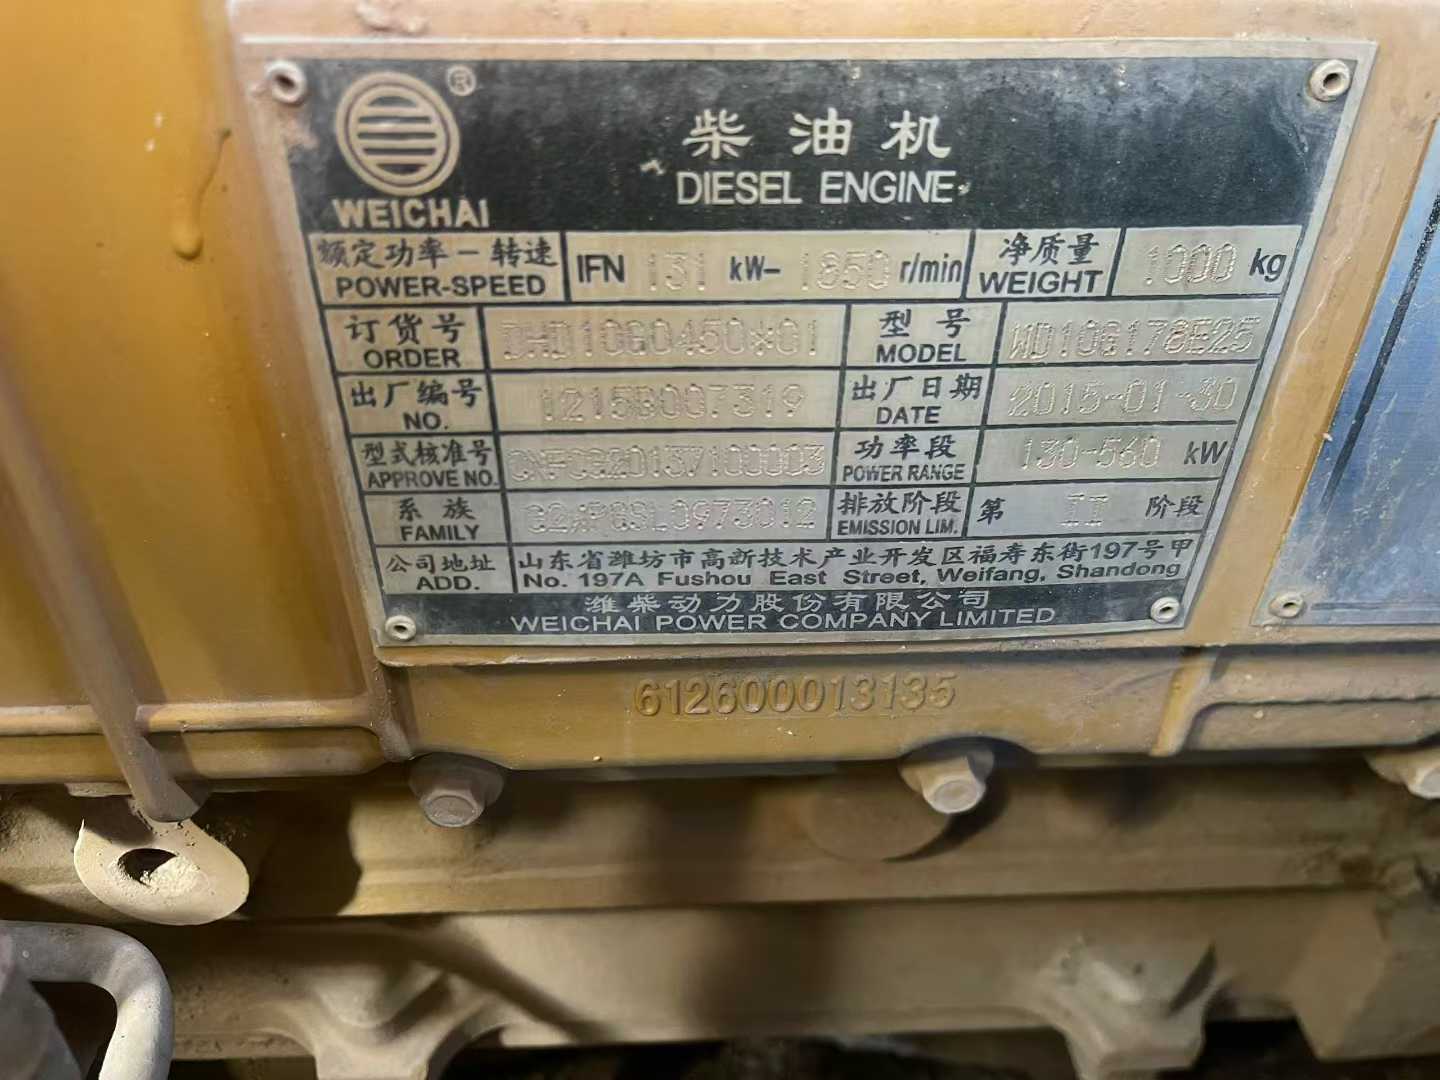 ®
WEICHAI
柴油机
DIESEL ENGINE
额定功率-转速 IFN 131 kW- 1850 r/min 净质量 1000 kg
POWER-SPEED WEIGHT
订货号 DHD10G0450*01 型号 WD10G178E25
ORDER MODEL
出厂编号 1215B007319 出厂日期 2015-01-30
NO. DATE
型式核准号 功率段 130-560 kW
APPROVE NO. POWER RANGE
系族 排放阶段 第 II 阶段
FAMILY EMISSION LIM.
公司地址 山东省潍坊市高新技术产业开发区福寿东街197号甲
ADD. No. 197A Fushou East Street, Weifang, Shandong
潍柴动力股份有限公司
WEICHAI POWER COMPANY LIMITED
612600013135